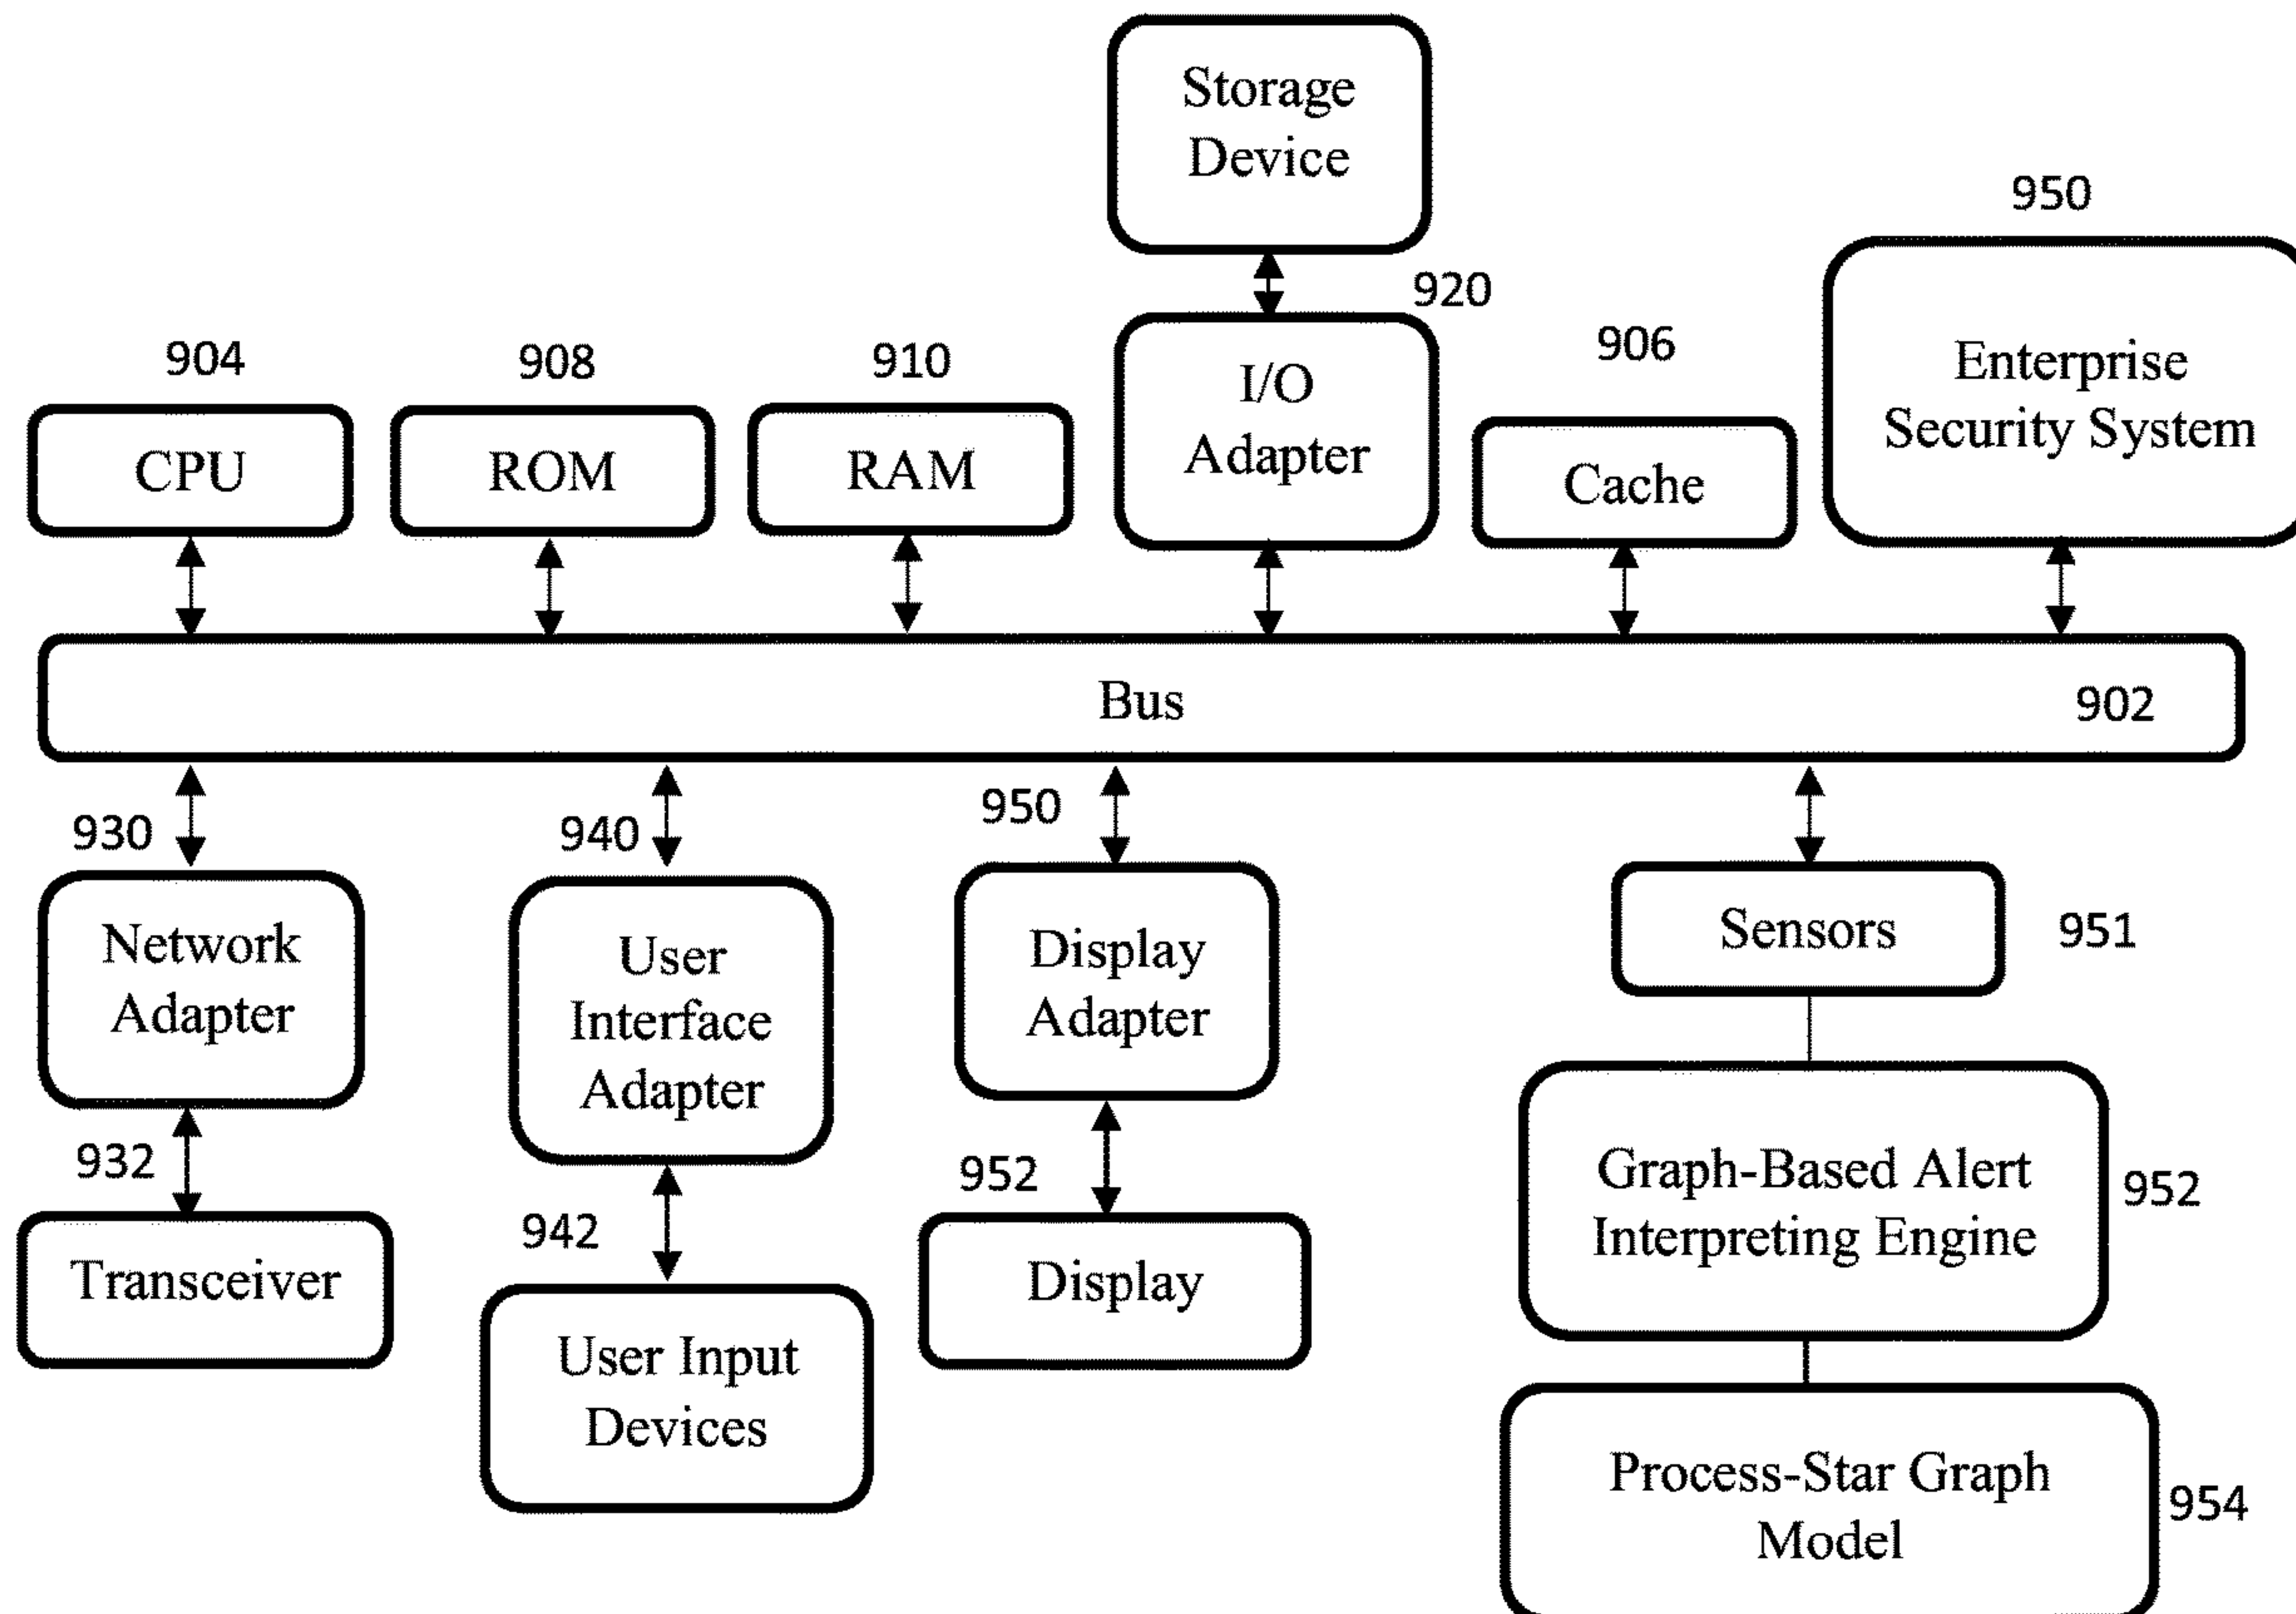 Storage
Device
950
920
904
908
910
I/O
Adapter
906
Enterprise
Security System
CPU
ROM
RAM
Cache
Bus
902
930
940
950
Network
Adapter
User
Interface
Adapter
Display
Adapter
Sensors
951
932
942
952
Graph-Based Alert
Interpreting Engine
952
Transceiver
User Input
Devices
Display
Process-Star Graph
Model
954